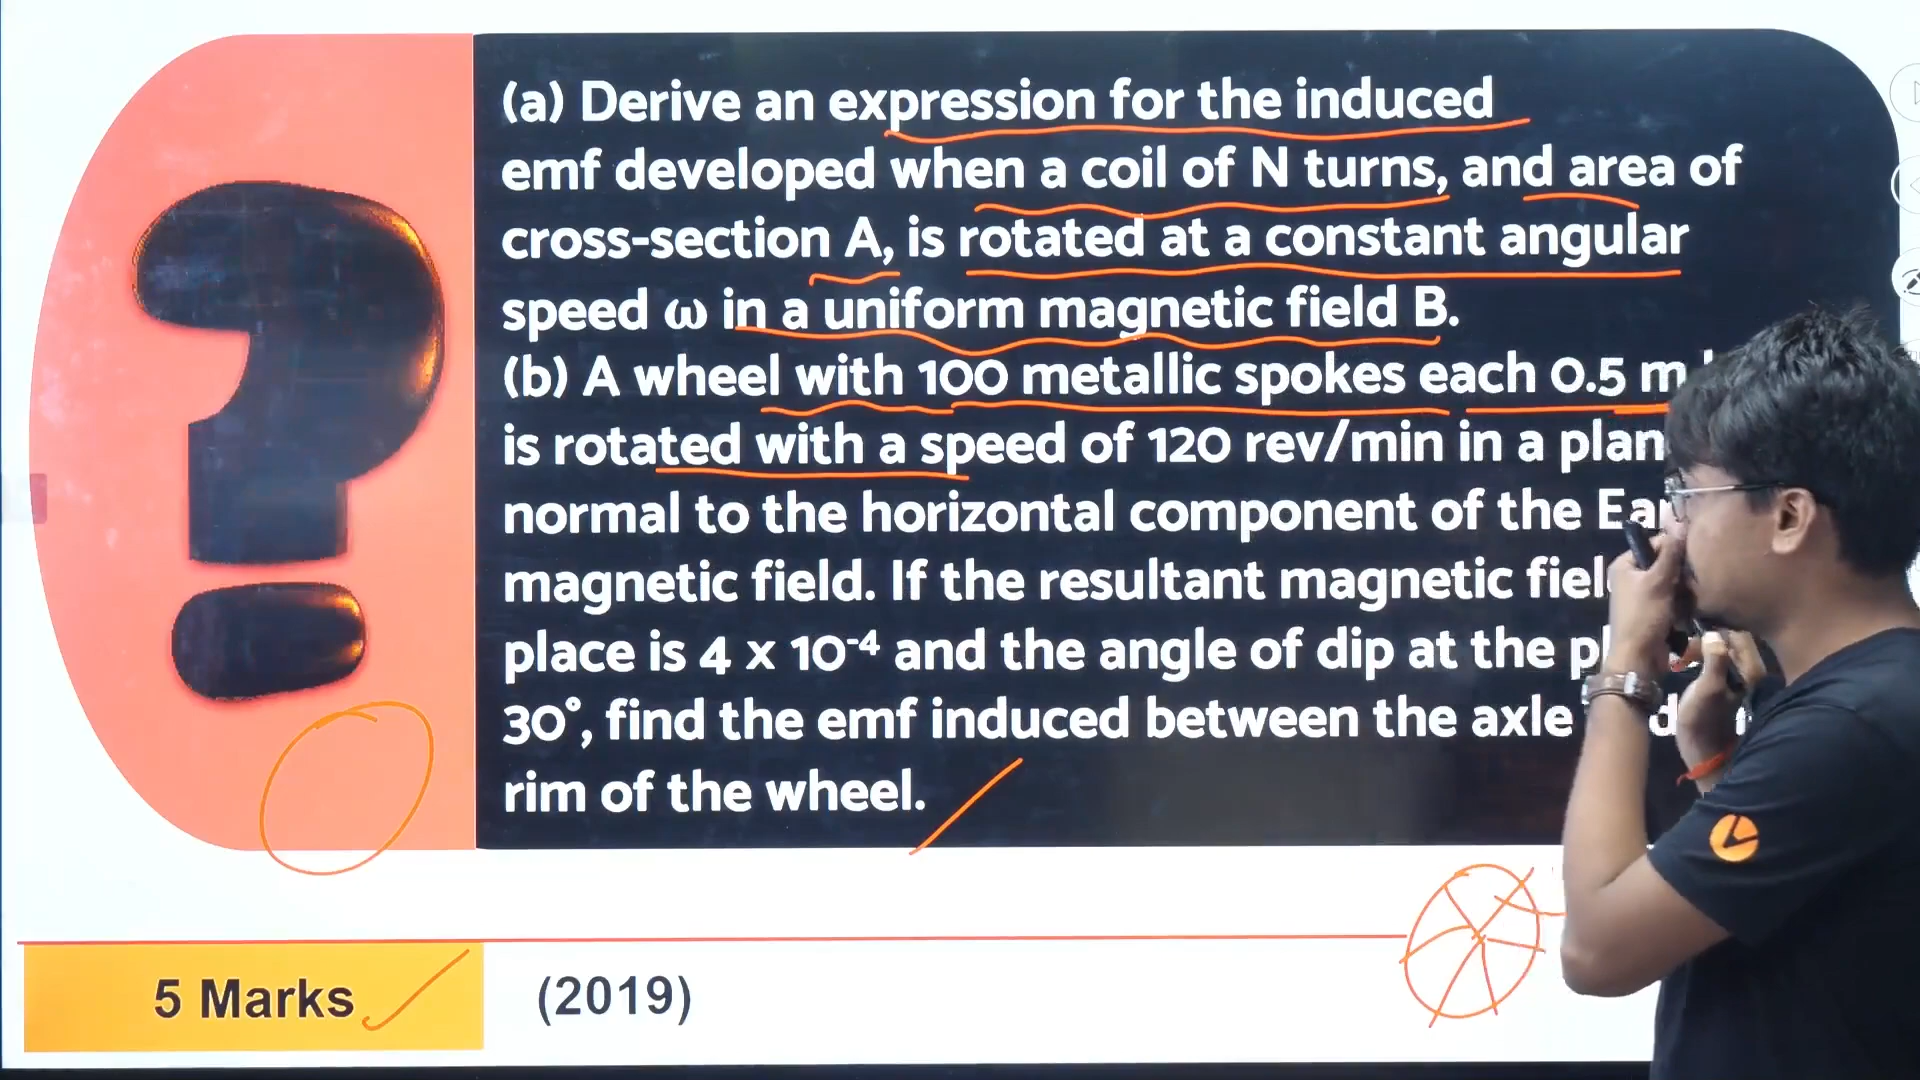 (a) Derive an expression for the induced
emf developed when a coil of N turns, and area of
cross-section A, is rotated at a constant angular
speed ω in a uniform magnetic field B.
(b) A wheel with 100 metallic spokes each 0.5 m
is rotated with a speed of 120 rev/min in a
normal to the horizontal component of the
magnetic field. If the resultant magnetic
place is 4 x 10⁻⁴ and the angle of dip at the
30°, find the emf induced between the axle
rim of the wheel.
5 Marks
(2019)